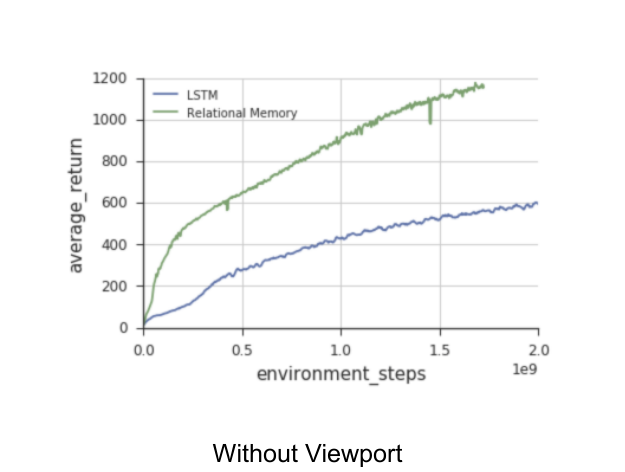 1200
1000
800
600
400
200
0
average_return
LSTM
Relational Memory
0.0 0.5 1.0 1.5 2.0
1e9
environment_steps
Without Viewport